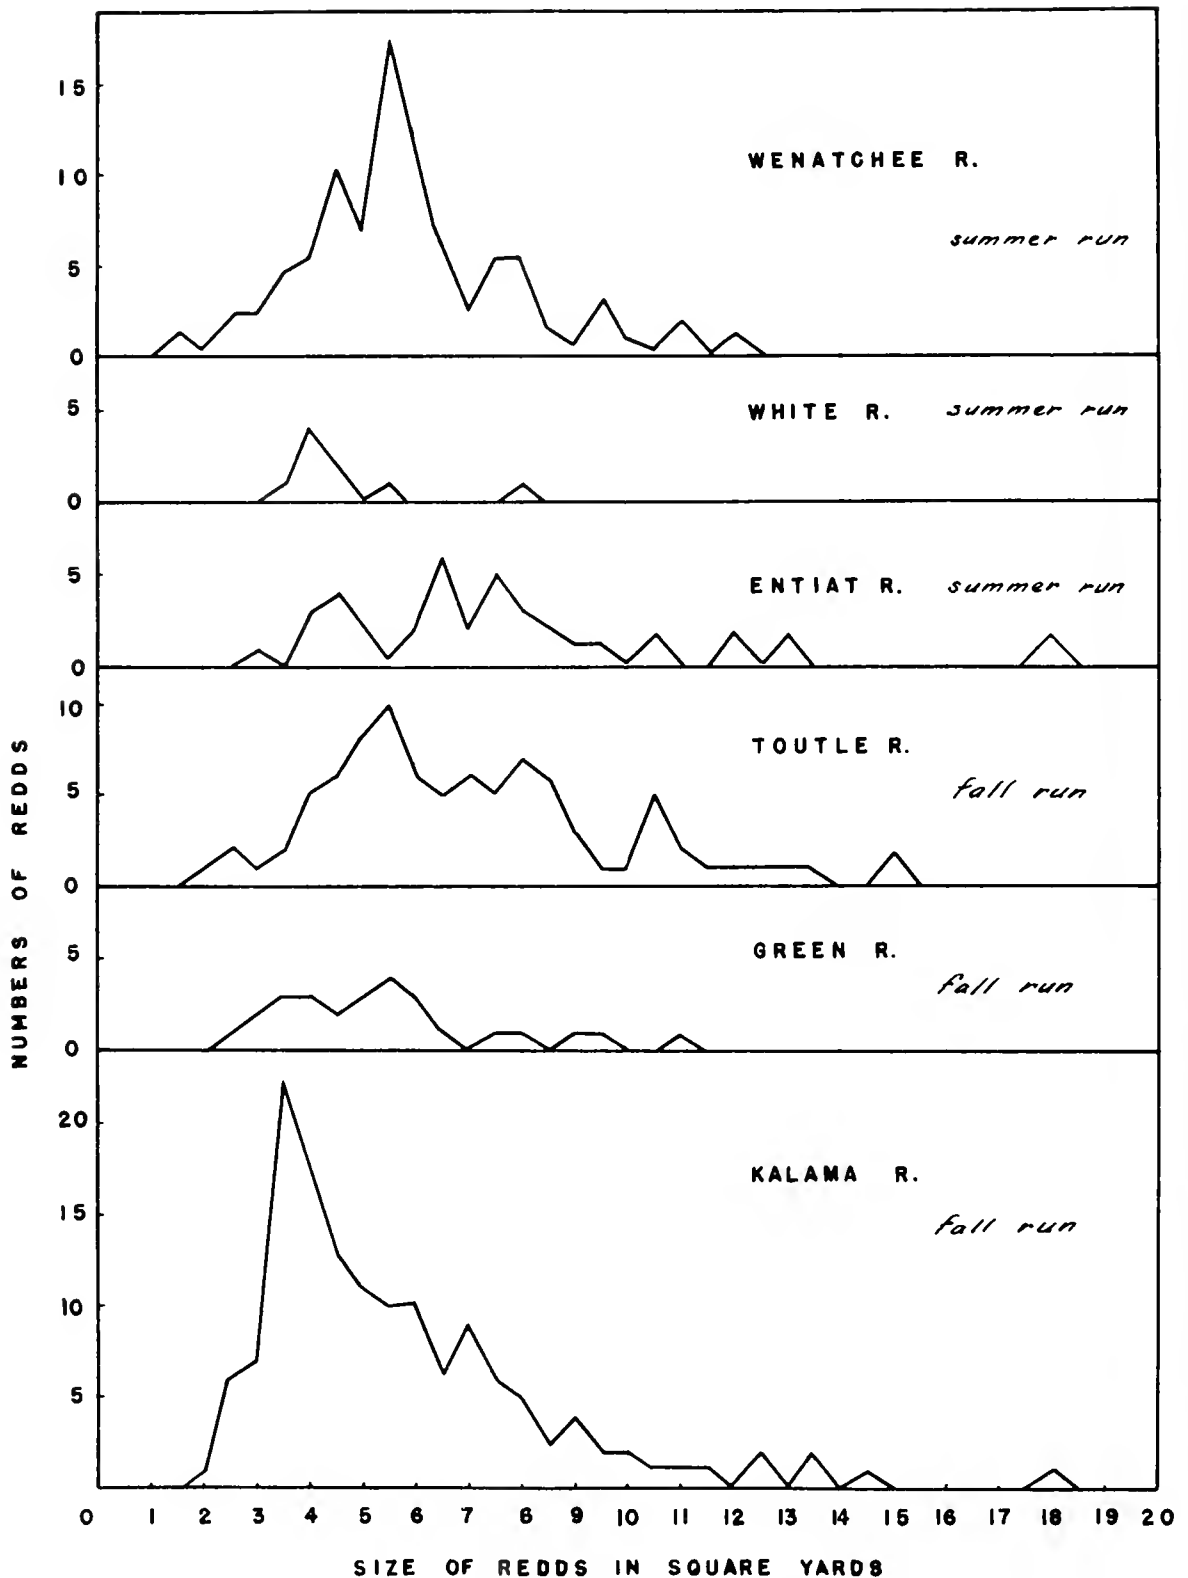 15
10
5
0
WENATCHEE R.
summer run
5
0
WHITE R. summer run
5
0
ENTIAT R. summer run
10
5
0
TOUTLE R.
fall run
5
0
GREEN R.
fall run
20
15
10
5
KALAMA R.
fall run
NUMBERS OF REDDS
0 1 2 3 4 5 6 7 8 9 10 11 12 13 14 15 16 17 18 19 20
SIZE OF REDDS IN SQUARE YARDS